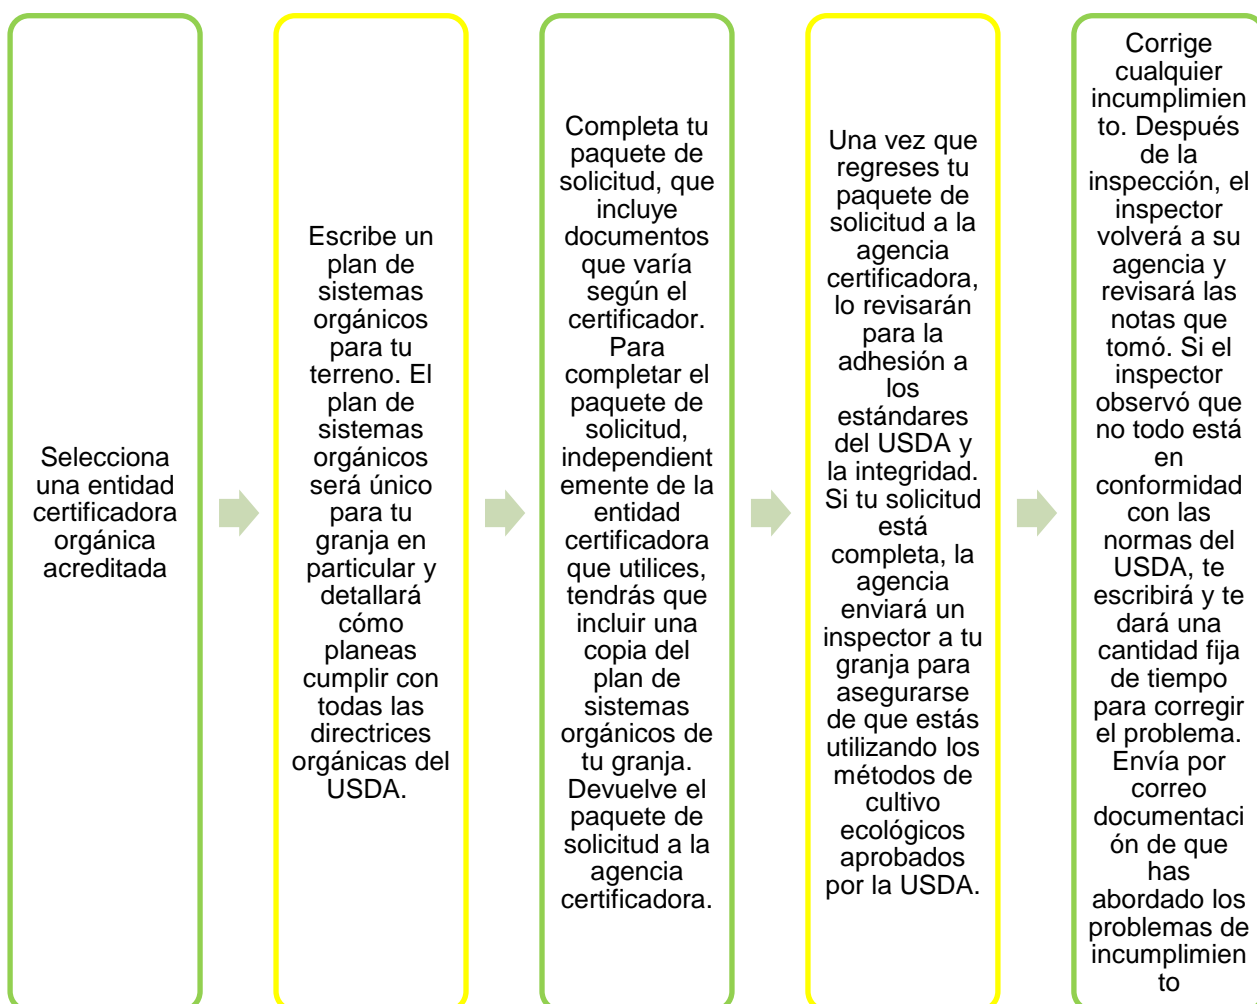 Selecciona
una entidad
certificadora
orgánica
acreditada
Escribe un
plan de
sistemas
orgánicos
para tu
terreno. El
plan de
sistemas
orgánicos
será único
para tu
granja en
particular y
detallará
cómo
planeas
cumplir con
todas las
directrices
orgánicas del
USDA.
Completa tu
paquete de
solicitud, que
incluye
documentos
que varía
según el
certificador.
Para
completar el
paquete de
solicitud,
independient
emente de la
entidad
certificadora
que utilices,
tendrás que
incluir una
copia del
plan de
sistemas
orgánicos de
tu granja.
Devuelve el
paquete de
solicitud a la
agencia
certificadora.
Una vez que
regreses tu
paquete de
solicitud a la
agencia
certificadora,
lo revisarán
para la
adhesión a
los
estándares
del USDA y
la integridad.
Si tu solicitud
está
completa, la
agencia
enviará un
inspector a tu
granja para
asegurarse
de que estás
utilizando los
métodos de
cultivo
ecológicos
aprobados
por la USDA.
Corrige
cualquier
incumplimien
to. Después
de la
inspección, el
inspector
volverá a su
agencia y
revisará las
notas que
tomó. Si el
inspector
observó que
no todo está
en
conformidad
con las
normas del
USDA, te
escribirá y te
dará una
cantidad fija
de tiempo
para corregir
el problema.
Envía por
correo
documentaci
ón de que
has
abordado los
problemas de
incumplimien
to